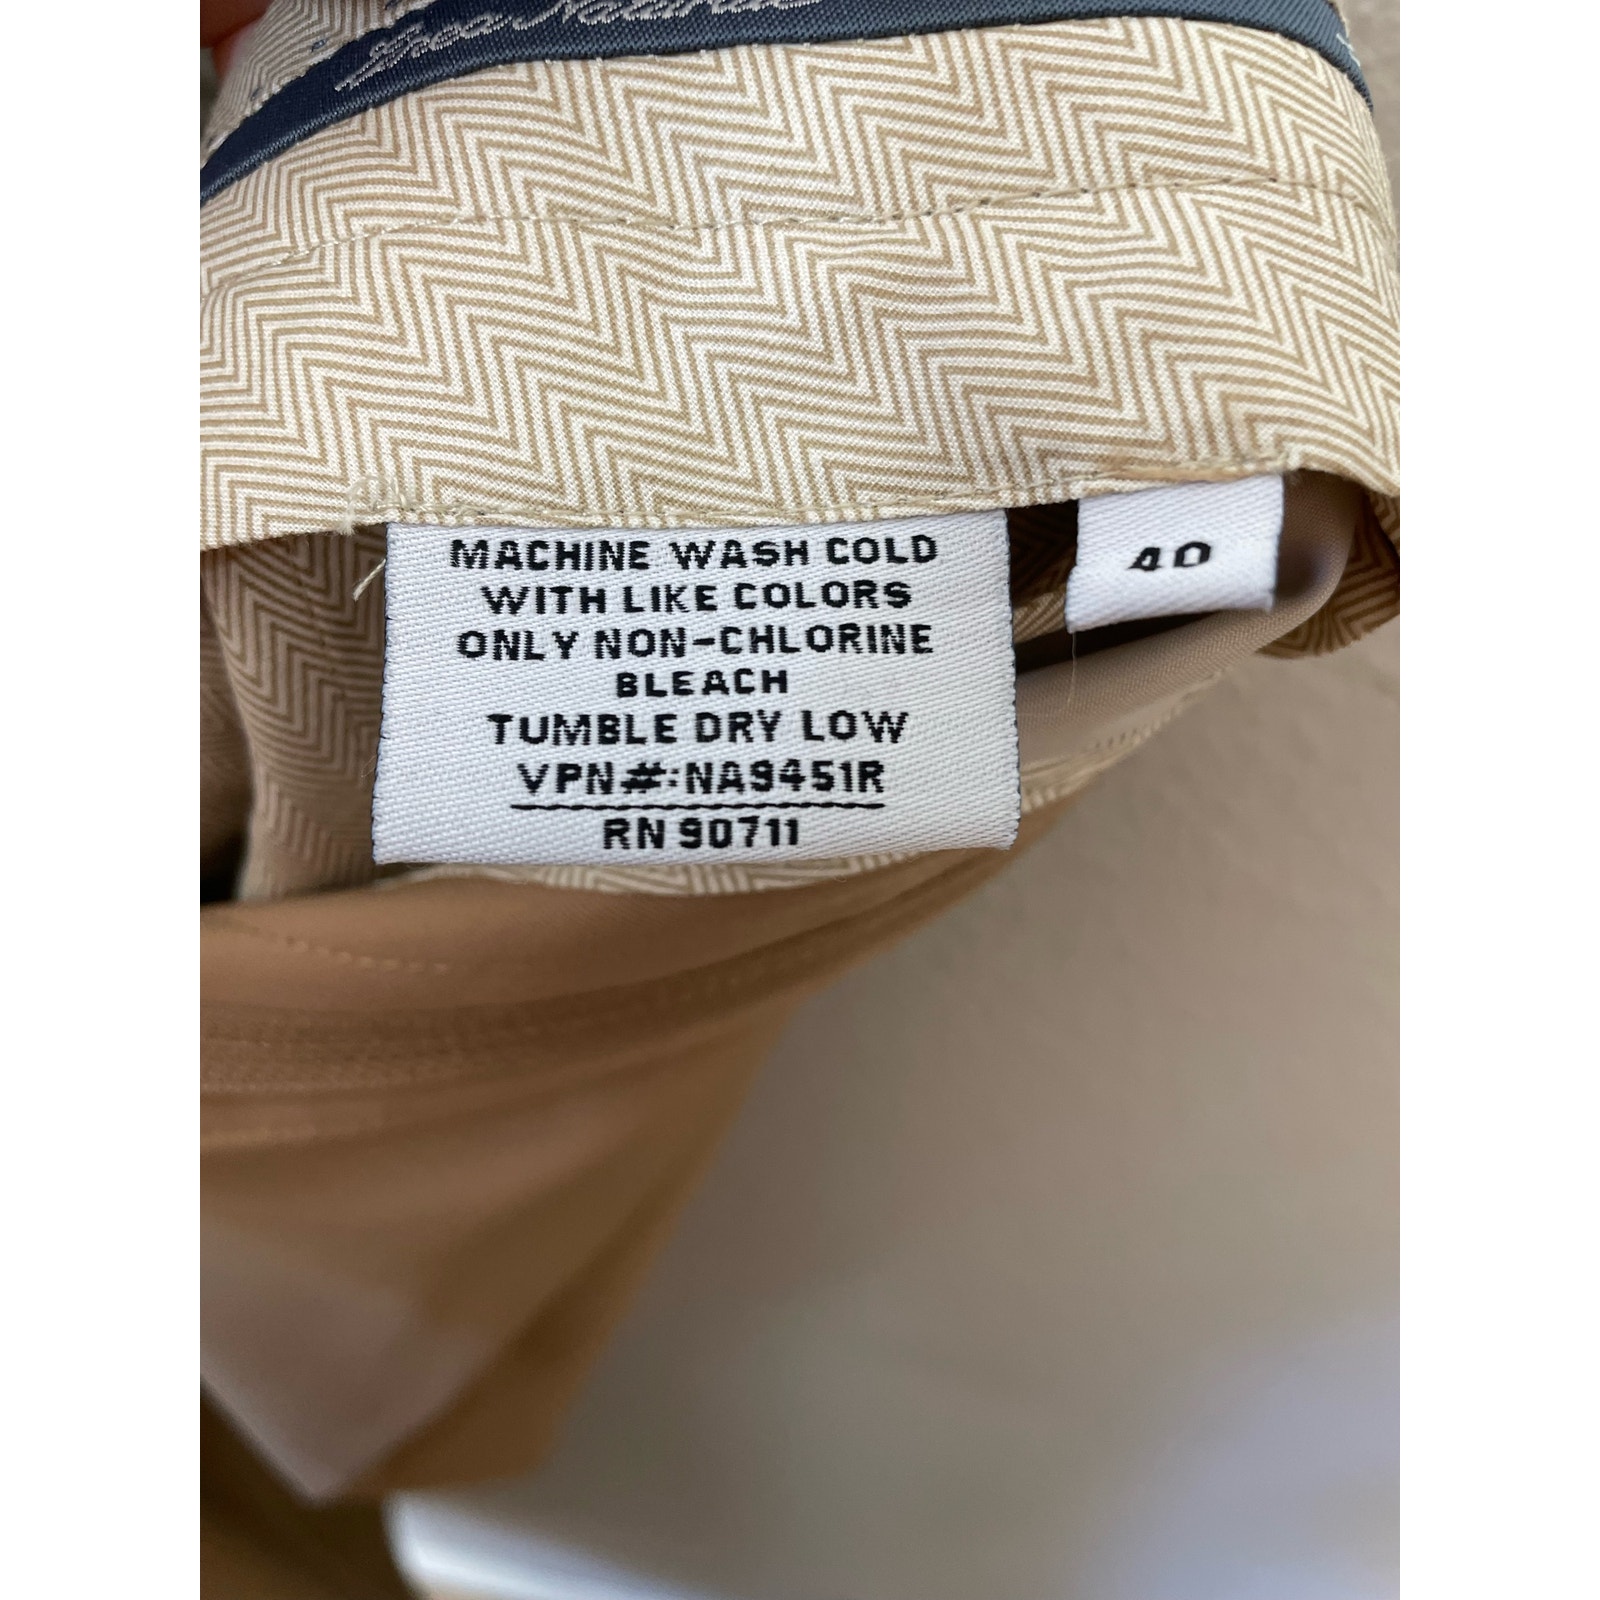 MACHINE WASH COLD
WITH LIKE COLORS
ONLY NON-CHLORINE
BLEACH
TUMBLE DRY LOW
VPN#:NA9451R
RN 90711
40